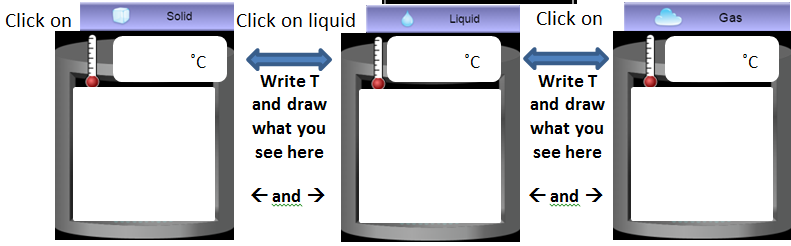 Click on Solid Click on liquid Liquid Click on Gas
°C °C °C
Write T Write T
and draw and draw
what you what you
see here see here
← and → ← and →